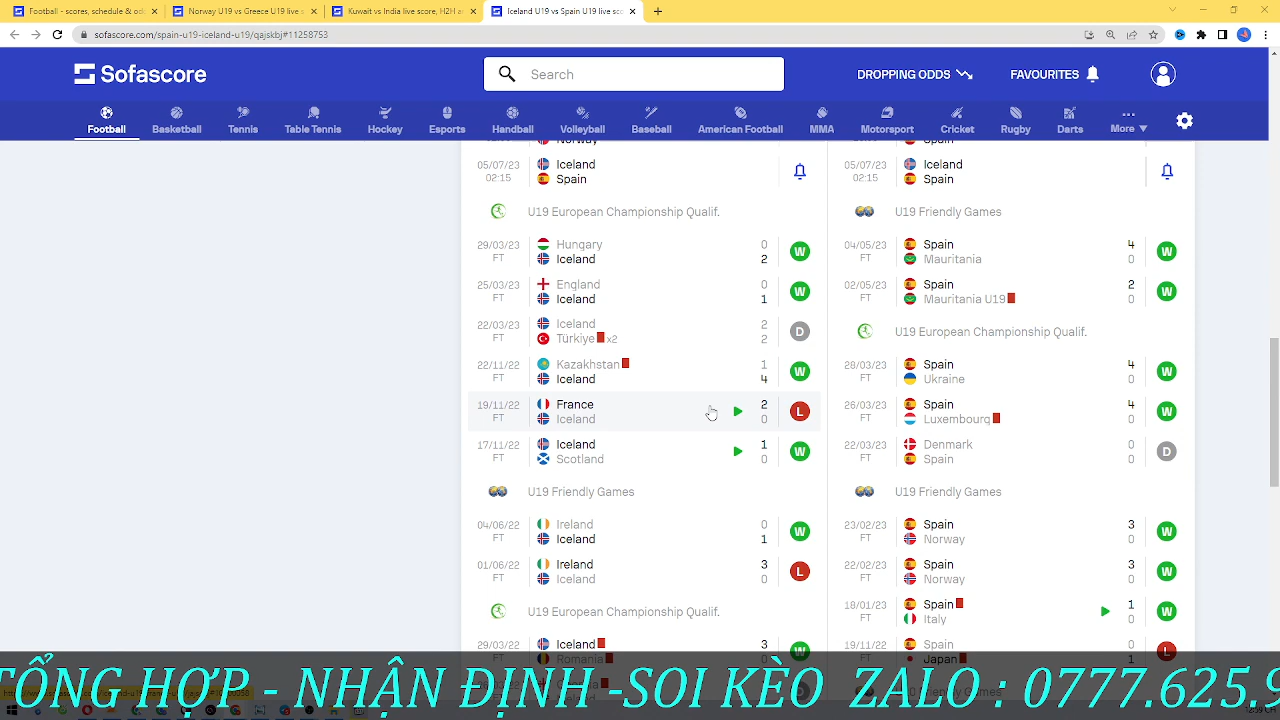 Football - scores, schedule & od
Norway U19 vs Greece U19 live s
Kuwait vs India live score, H2H a
Iceland U19 vs Spain U19 live sco
sofascore.com/spain-u19-iceland-u19/qajskbj#11258753
Sofascore
Search
DROPPING ODDS
FAVOURITES
Football Basketball Tennis Table Tennis Hockey Esports Handball Volleyball Baseball American Football MMA Motorsport Cricket Rugby Darts More
Norway
05/07/23 Iceland
02:15 Spain
U19 European Championship Qualif.
29/03/23 Hungary 0
FT Iceland 2 W
25/03/23 England 0
FT Iceland 1 W
22/03/23 Iceland 2
FT Türkiye x2 2 D
22/11/22 Kazakhstan 1
FT Iceland 4 W
19/11/22 France 2
FT Iceland 0 L
17/11/22 Iceland 1
FT Scotland 0 W
U19 Friendly Games
04/06/22 Ireland 0
FT Iceland 1 W
01/06/22 Ireland 3
FT Iceland 0 L
U19 European Championship Qualif.
29/03/22 Iceland 3
FT Romania 0 W
Iceland
Spain
05/07/23 Iceland
02:15 Spain
U19 Friendly Games
04/05/23 Spain 4
FT Mauritania 0 W
02/05/23 Spain 2
FT Mauritania U19 0 W
U19 European Championship Qualif.
28/03/23 Spain 4
FT Ukraine 0 W
26/03/23 Spain 4
FT Luxembourg 0 W
22/03/23 Denmark 0
FT Spain 0 D
U19 Friendly Games
23/02/23 Spain 3
FT Norway 0 W
22/02/23 Spain 3
FT Norway 0 W
18/01/23 Spain 1
FT Italy 0 W
19/11/22 Spain 0
FT Japan 1 L
Friendly Games
TỔNG HỢP - NHẬN ĐỊNH -SOI KÈO ZALO : 0777.625.9